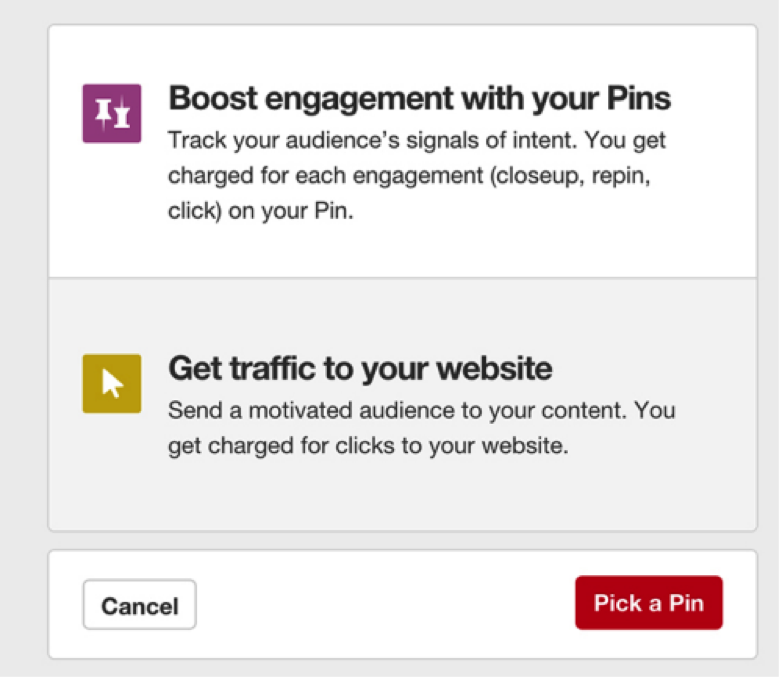 Boost engagement with your Pins
Track your audience's signals of intent. You get
charged for each engagement (closeup, repin,
click) on your Pin.
Get traffic to your website
Send a motivated audience to your content. You
get charged for clicks to your website.
Cancel
Pick a Pin